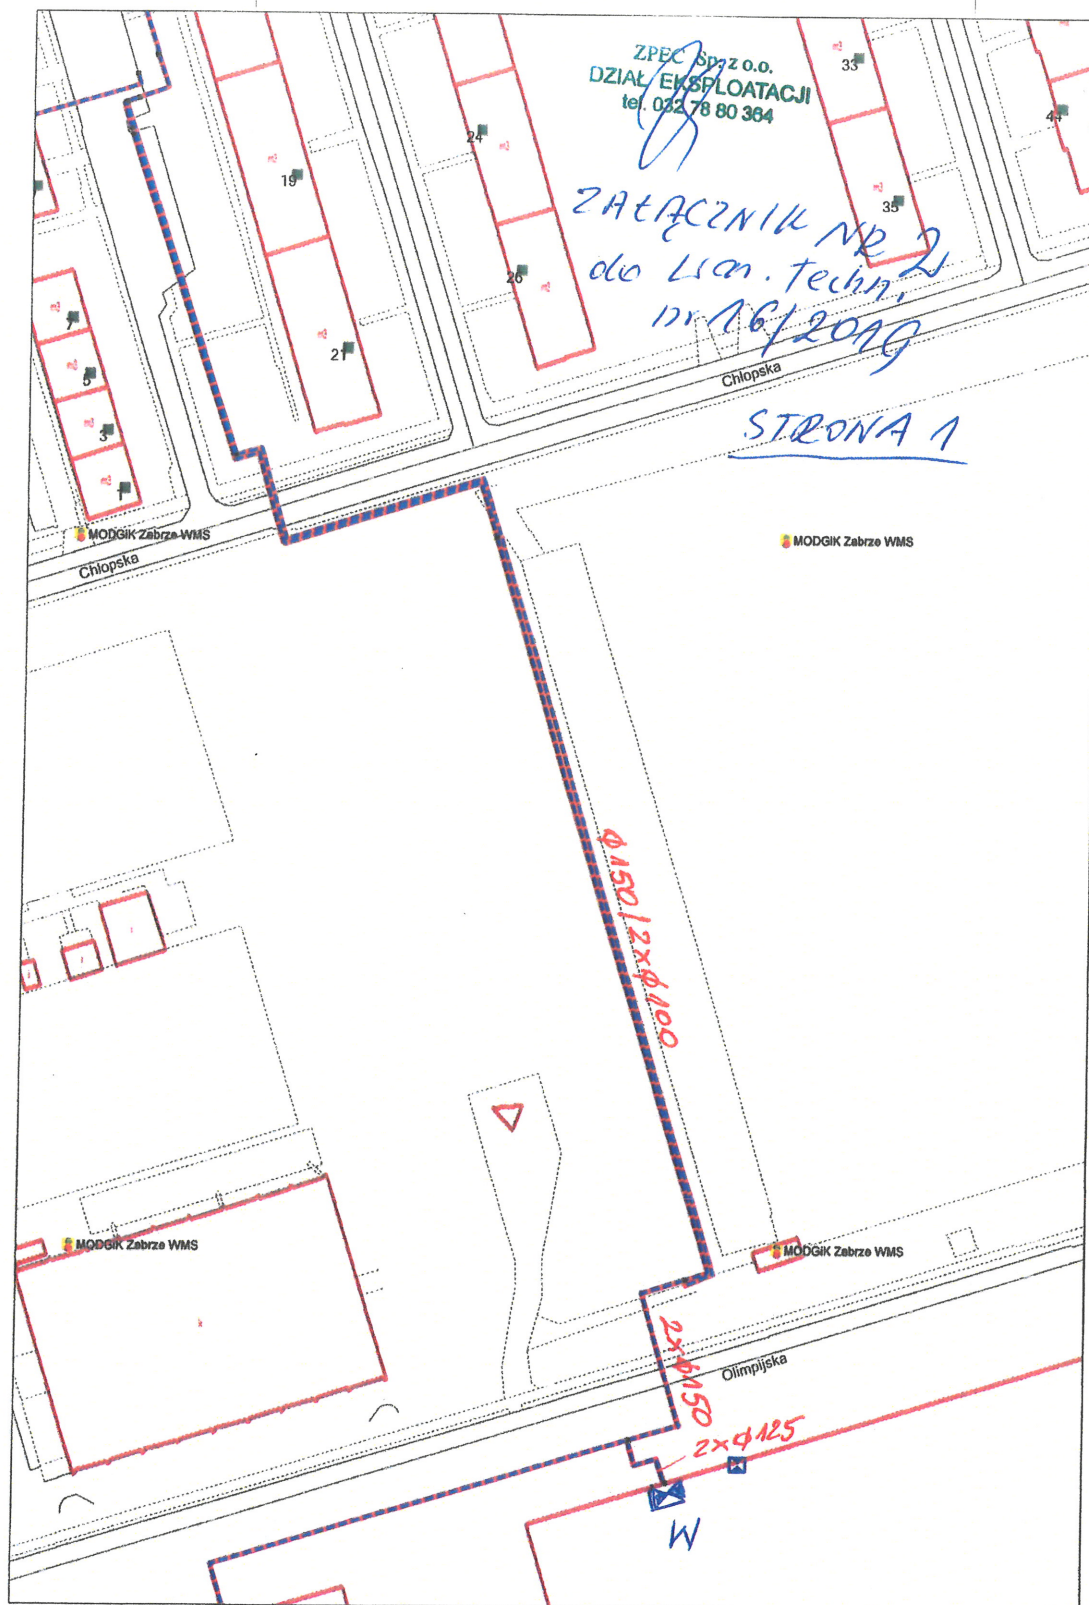 ZPEC Sp. z o.o.
DZIAŁ EKSPLOATACJI
tel. 032 78 80 364
33
44
24
19
35
ZAŁĄCZNIK NR 2
do techn.
nr 16/2019
26
7
21
5
Chłopska
3
STRONA 1
1
MODGiK Zabrze WMS
MODGiK Zabrze WMS
Chłopska
ϕ150/2xϕ100
MODGiK Zabrze WMS
MODGiK Zabrze WMS
2xϕ150
Olimpijska
2xϕ125
W